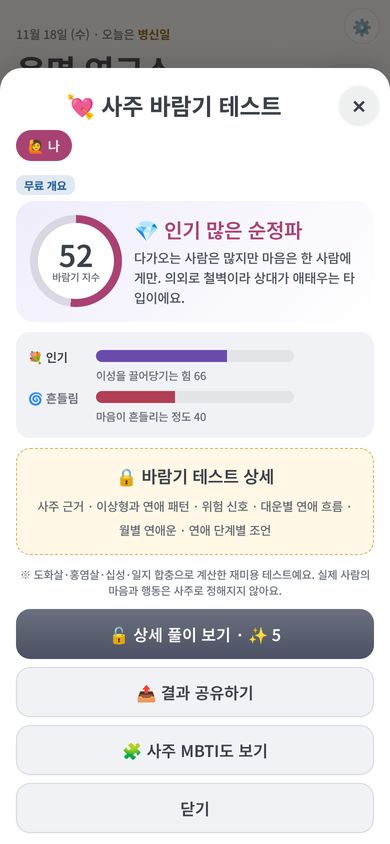 11월 18일 (수) · 오늘은 병신일
💘 사주 바람기 테스트
✕
🙋 나
무료 개요
52
바람기 지수
💎 인기 많은 순정파
다가오는 사람은 많지만 마음은 한 사람에
게만. 의외로 철벽이라 상대가 애태우는 타
입이에요.
💐 인기
이성을 끌어당기는 힘 66
🌀 흔들림
마음이 흔들리는 정도 40
🔒 바람기 테스트 상세
사주 근거 · 이상형과 연애 패턴 · 위험 신호 · 대운별 연애 흐름 ·
월별 연애운 · 연애 단계별 조언
※ 도화살·홍염살·십성·일지 합충으로 계산한 재미용 테스트예요. 실제 사람의
마음과 행동은 사주로 정해지지 않아요.
🔓 상세 풀이 보기 · ✨ 5
📤 결과 공유하기
🧩 사주 MBTI도 보기
닫기